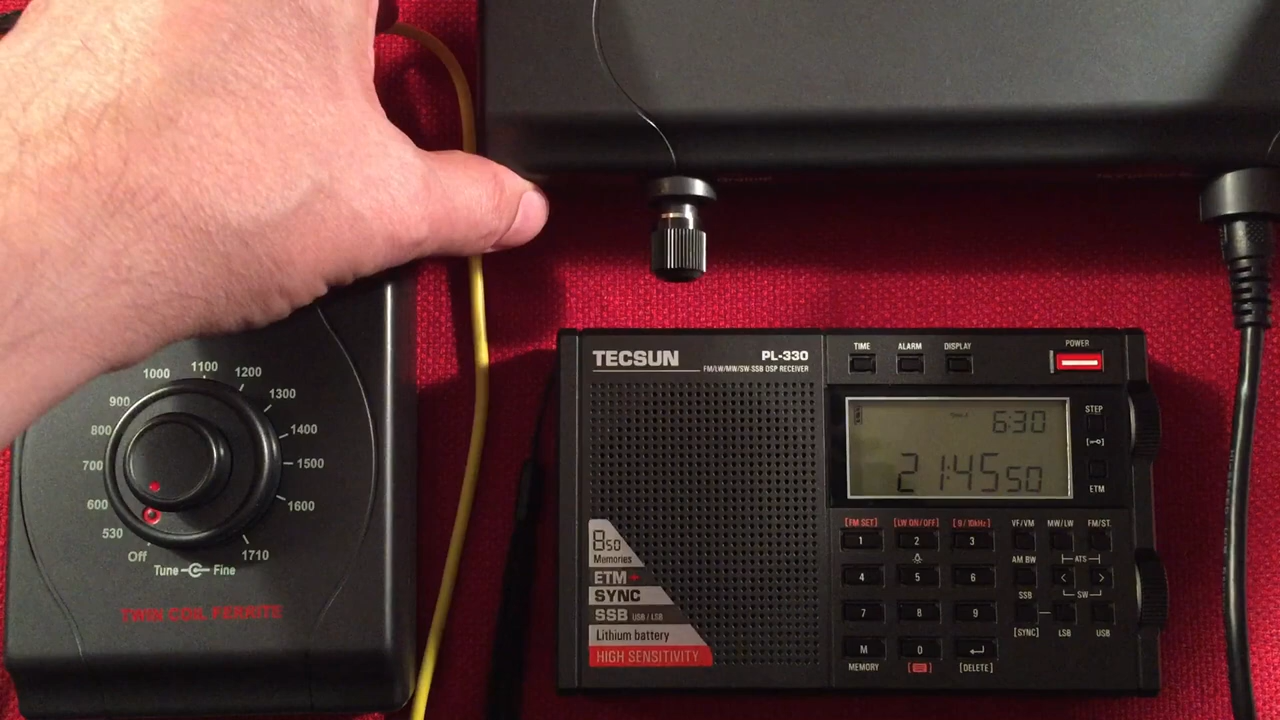 1000
1100
1200
900
1300
800
1400
700
1500
600
1600
530
Off
1710
Tune
Fine
TWIN COIL FERRITE
TECSUN
PL-330
FM/LW/MW/SW-SSB DSP RECEIVER
850
Memories
ETM+
SYNC
SSB USB / LSB
Lithium battery
HIGH SENSITIVITY
TIME
ALARM
DISPLAY
POWER
6:30
21:45 50
STEP
ETM
[FM SET]
[LW ON/OFF]
[9/10kHz]
VF/VM
MW/LW
FM/ST.
1
2
3
AM BW
ATS
4
5
6
<
>
SSB
SW
7
8
9
[SYNC]
LSB
USB
M
0
MEMORY
[DELETE]